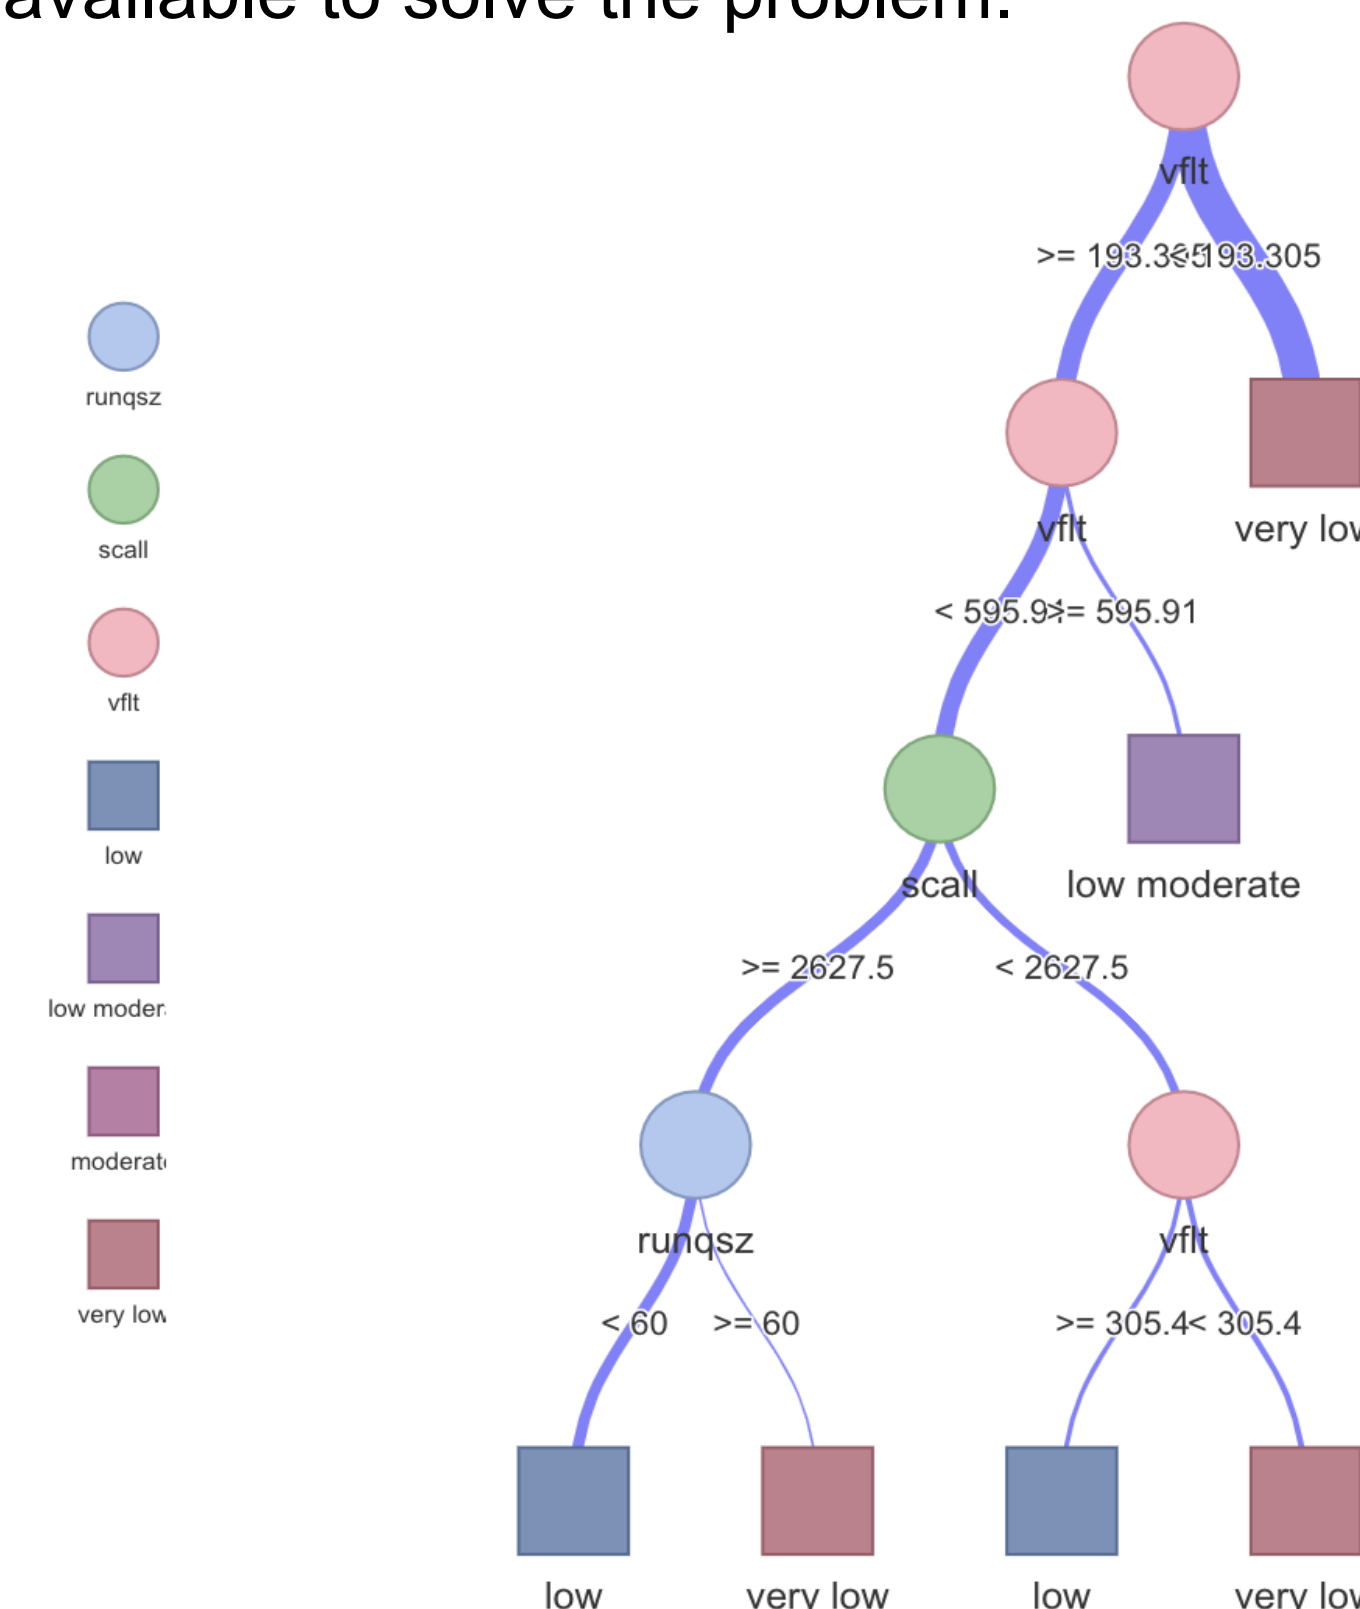 available to solve the problem.
vflt
>= 193.305
< 193.305
runqsz
scall
vflt
low
low modera
moderate
very low
vflt
very low
< 595.91
>= 595.91
scall
low moderate
>= 2627.5
< 2627.5
runqsz
vflt
< 60
>= 60
>= 305.4
< 305.4
low
very low
low
very low